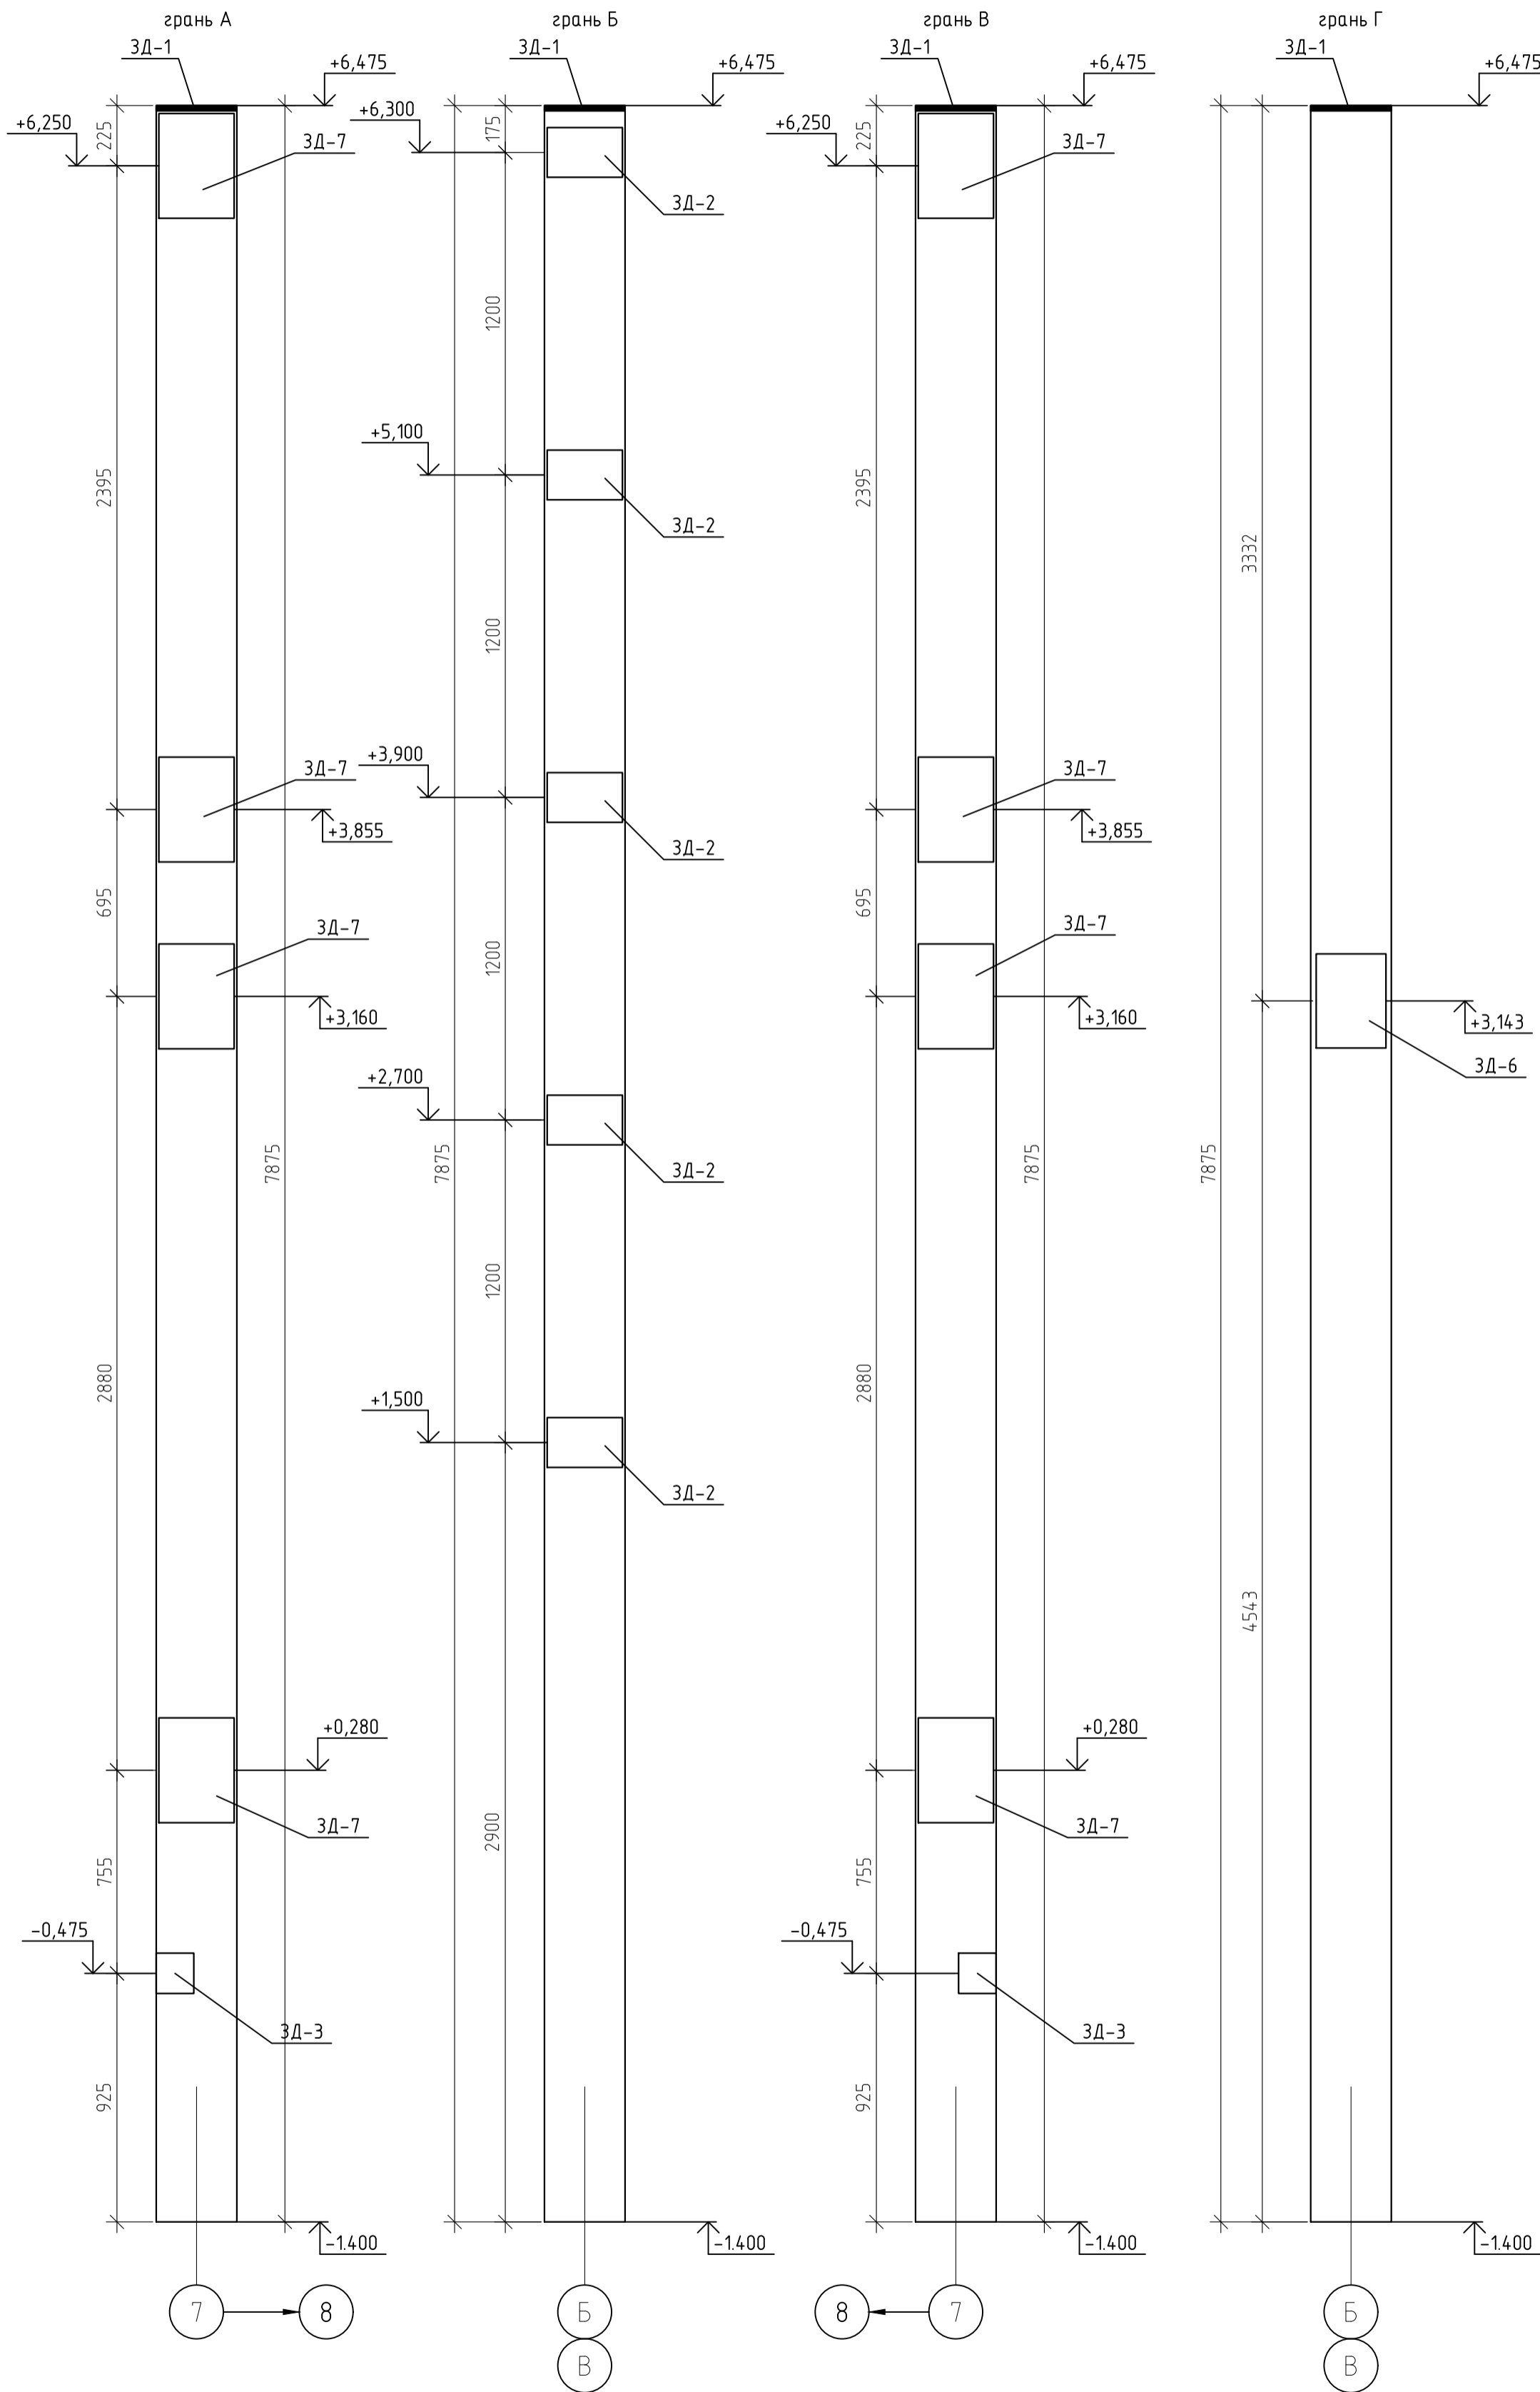 грань А
ЗД-1
+6,475
+6,250
225
ЗД-7
2395
ЗД-7
+3,855
695
ЗД-7
+3,160
7875
2880
+0,280
ЗД-7
755
-0,475
ЗД-3
925
-1.400
7
8
грань Б
ЗД-1
+6,475
+6,300
175
ЗД-2
1200
+5,100
ЗД-2
1200
+3,900
ЗД-2
1200
+2,700
7875
ЗД-2
1200
+1,500
ЗД-2
2900
-1.400
Б
В
грань В
ЗД-1
+6,475
+6,250
225
ЗД-7
2395
ЗД-7
+3,855
695
ЗД-7
+3,160
7875
2880
+0,280
ЗД-7
755
-0,475
ЗД-3
925
-1.400
8
7
грань Г
ЗД-1
+6,475
3332
+3,143
ЗД-6
7875
4543
-1.400
Б
В